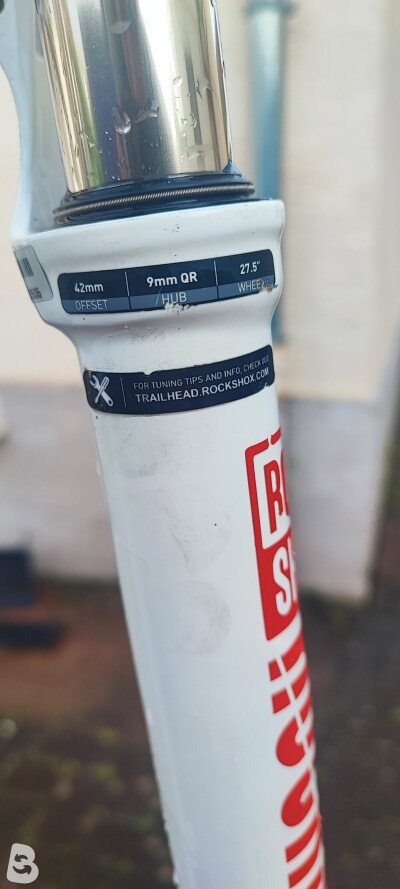 42mm
OFFSET
9mm QR
/HUB
27.5"
WHEEL
FOR TUNING TIPS AND INFO, CHECK OUT
TRAILHEAD.ROCKSHOX.COM
B